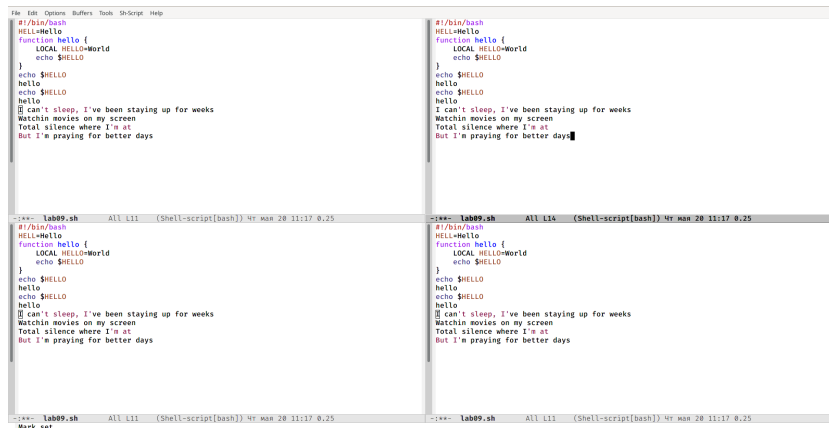 File Edit Options Buffers Tools Sh-Script Help
#!/bin/bash
HELL=Hello
function hello {
    LOCAL HELLO=World
    echo $HELLO
}
echo $HELLO
hello
echo $HELLO
hello
I can't sleep, I've been staying up for weeks
Watchin movies on my screen
Total silence where I'm at
But I'm praying for better days
-:**-  lab09.sh      All L11    (Shell-script[bash]) Чт мая 20 11:17 0.25
#!/bin/bash
HELL=Hello
function hello {
    LOCAL HELLO=World
    echo $HELLO
}
echo $HELLO
hello
echo $HELLO
hello
I can't sleep, I've been staying up for weeks
Watchin movies on my screen
Total silence where I'm at
But I'm praying for better days
-:**-  lab09.sh      All L14    (Shell-script[bash]) Чт мая 20 11:17 0.25
#!/bin/bash
HELL=Hello
function hello {
    LOCAL HELLO=World
    echo $HELLO
}
echo $HELLO
hello
echo $HELLO
hello
I can't sleep, I've been staying up for weeks
Watchin movies on my screen
Total silence where I'm at
But I'm praying for better days
-:**-  lab09.sh      All L11    (Shell-script[bash]) Чт мая 20 11:17 0.25
#!/bin/bash
HELL=Hello
function hello {
    LOCAL HELLO=World
    echo $HELLO
}
echo $HELLO
hello
echo $HELLO
hello
I can't sleep, I've been staying up for weeks
Watchin movies on my screen
Total silence where I'm at
But I'm praying for better days
-:**-  lab09.sh      All L11    (Shell-script[bash]) Чт мая 20 11:17 0.25
Mark set